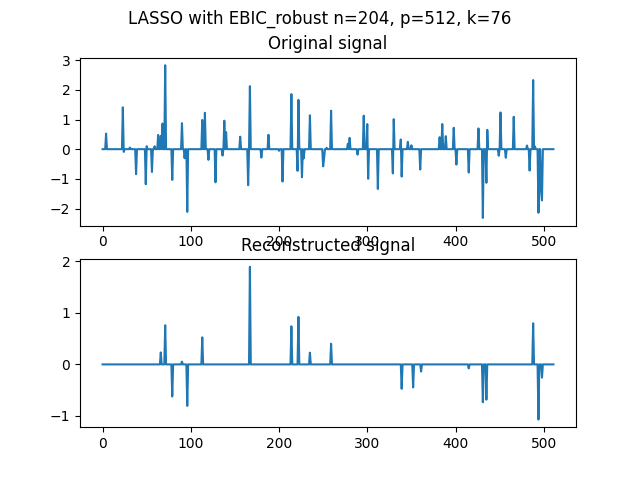 LASSO with EBIC_robust n=204, p=512, k=76
Original signal
3
2
1
0
−1
−2
0 100 200 300 400 500
Reconstructed signal
2
1
0
−1
0 100 200 300 400 500